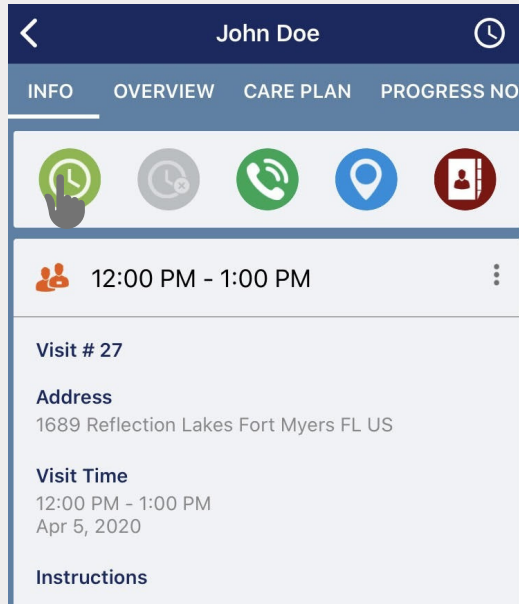 John Doe
INFO OVERVIEW CARE PLAN PROGRESS NO
12:00 PM - 1:00 PM
Visit # 27
Address
1689 Reflection Lakes Fort Myers FL US
Visit Time
12:00 PM - 1:00 PM
Apr 5, 2020
Instructions